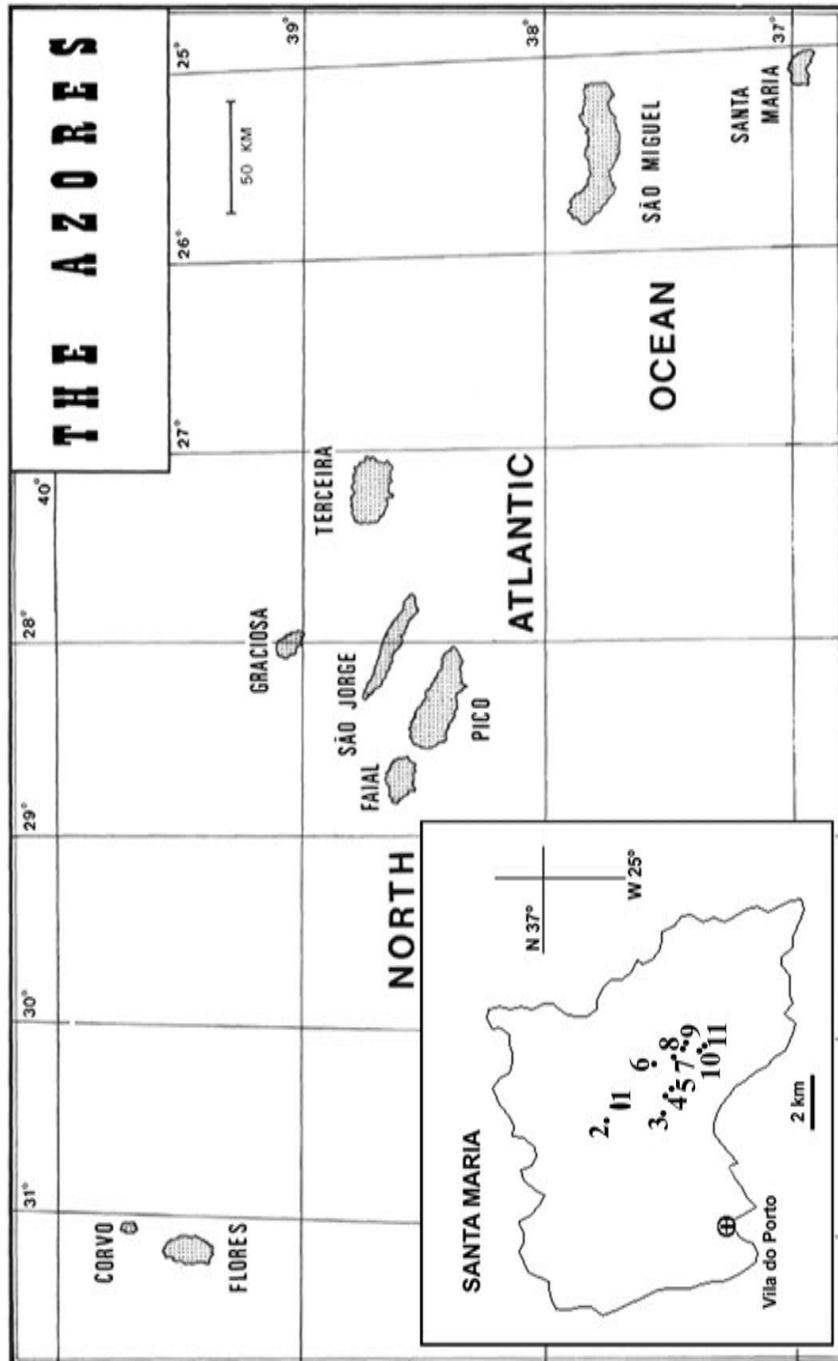 THE AZORES
40°
39°
38°
37°
25°
26°
27°
28°
29°
30°
31°
50 KM
CORVO
FLORES
GRACIOSA
TERCEIRA
SÃO JORGE
FAIAL
PICO
SÃO MIGUEL
SANTA
MARIA
NORTH
ATLANTIC
OCEAN
SANTA MARIA
N 37°
W 25°
2
1
3
4
5
6
7
8
9
10
11
Vila do Porto
2 km